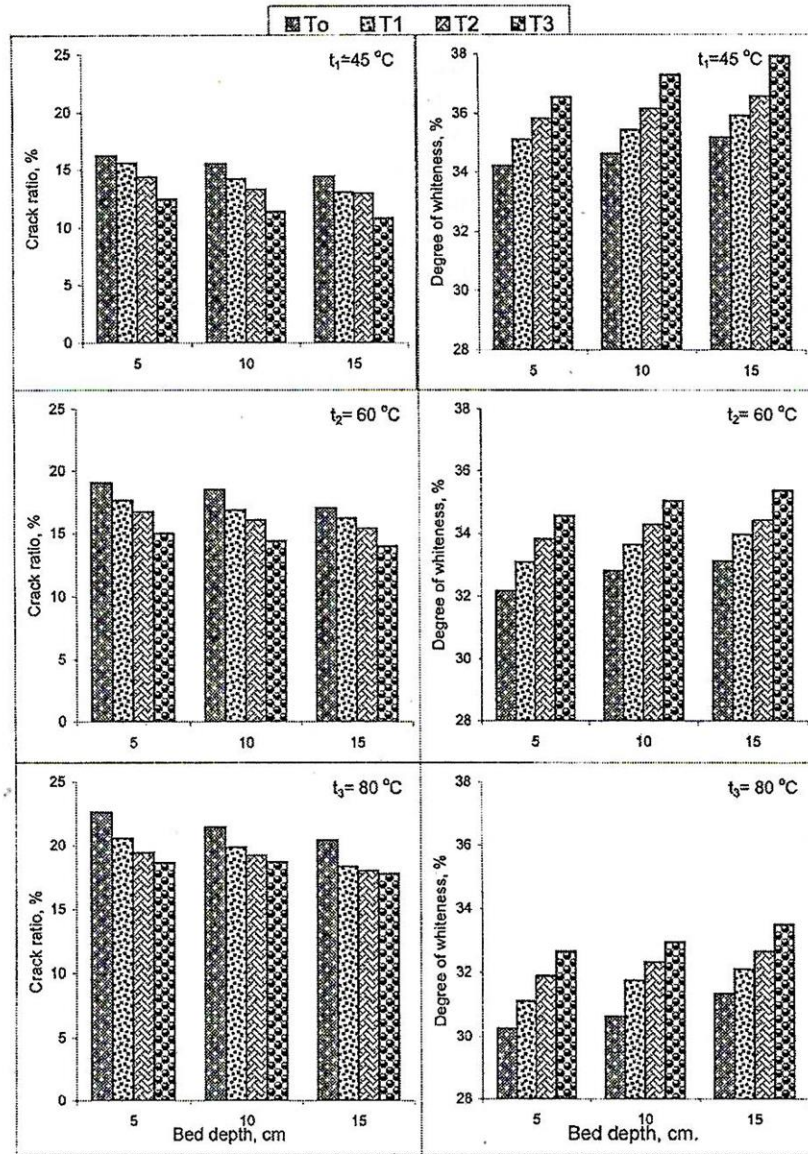 To T1 T2 T3
t₁=45 °C
Crack ratio, %
25
20
15
10
5
0
5 10 15
t₁=45 °C
Degree of whiteness, %
38
36
34
32
30
28
5 10 15
t₂= 60 °C
Crack ratio, %
25
20
15
10
5
0
5 10 15
t₂= 60 °C
Degree of whiteness, %
38
36
34
32
30
28
5 10 15
t₃= 80 °C
Crack ratio, %
25
20
15
10
5
0
5 10 15
Bed depth, cm
t₃= 80 °C
Degree of whiteness, %
38
36
34
32
30
28
5 10 15
Bed depth, cm.